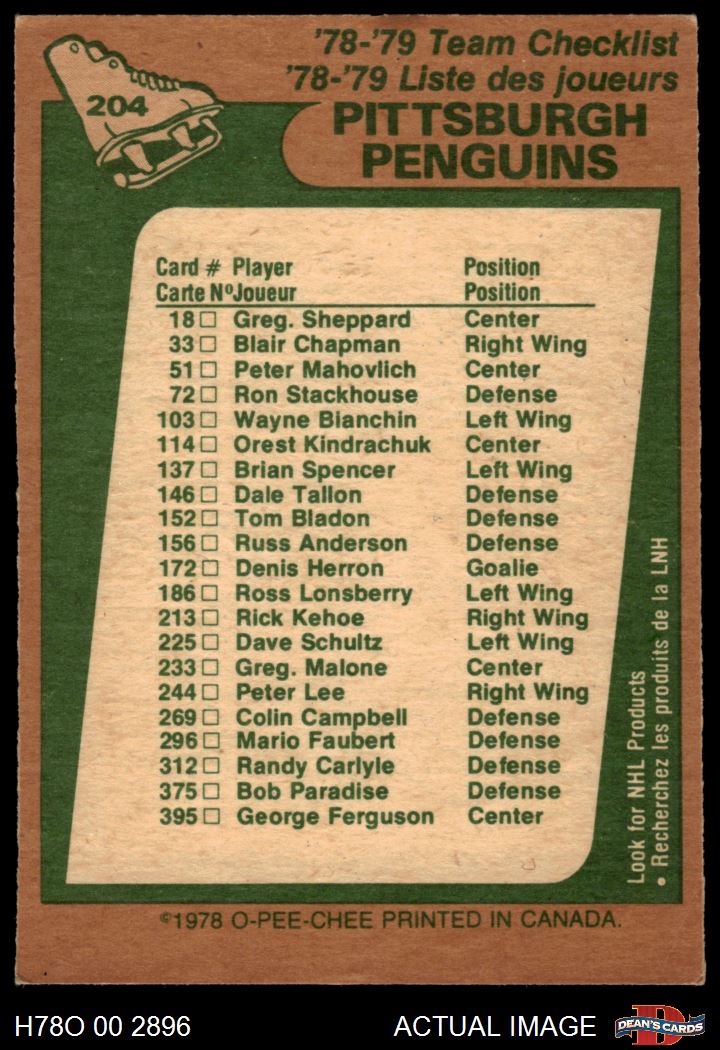 '78-'79 Team Checklist
'78-'79 Liste des joueurs
204
PITTSBURGH
PENGUINS
Card # Player Position
Carte Nº Joueur Position
18 □ Greg. Sheppard Center
33 □ Blair Chapman Right Wing
51 □ Peter Mahovlich Center
72 □ Ron Stackhouse Defense
103 □ Wayne Bianchin Left Wing
114 □ Orest Kindrachuk Center
137 □ Brian Spencer Left Wing
146 □ Dale Tallon Defense
152 □ Tom Bladon Defense
156 □ Russ Anderson Defense
172 □ Denis Herron Goalie
186 □ Ross Lonsberry Left Wing
213 □ Rick Kehoe Right Wing
225 □ Dave Schultz Left Wing
233 □ Greg. Malone Center
244 □ Peter Lee Right Wing
269 □ Colin Campbell Defense
296 □ Mario Faubert Defense
312 □ Randy Carlyle Defense
375 □ Bob Paradise Defense
395 □ George Ferguson Center
Look for NHL Products
• Recherchez les produits de la LNH
©1978 O-PEE-CHEE PRINTED IN CANADA.
H78O 00 2896
ACTUAL IMAGE
D
DEAN'S CARDS